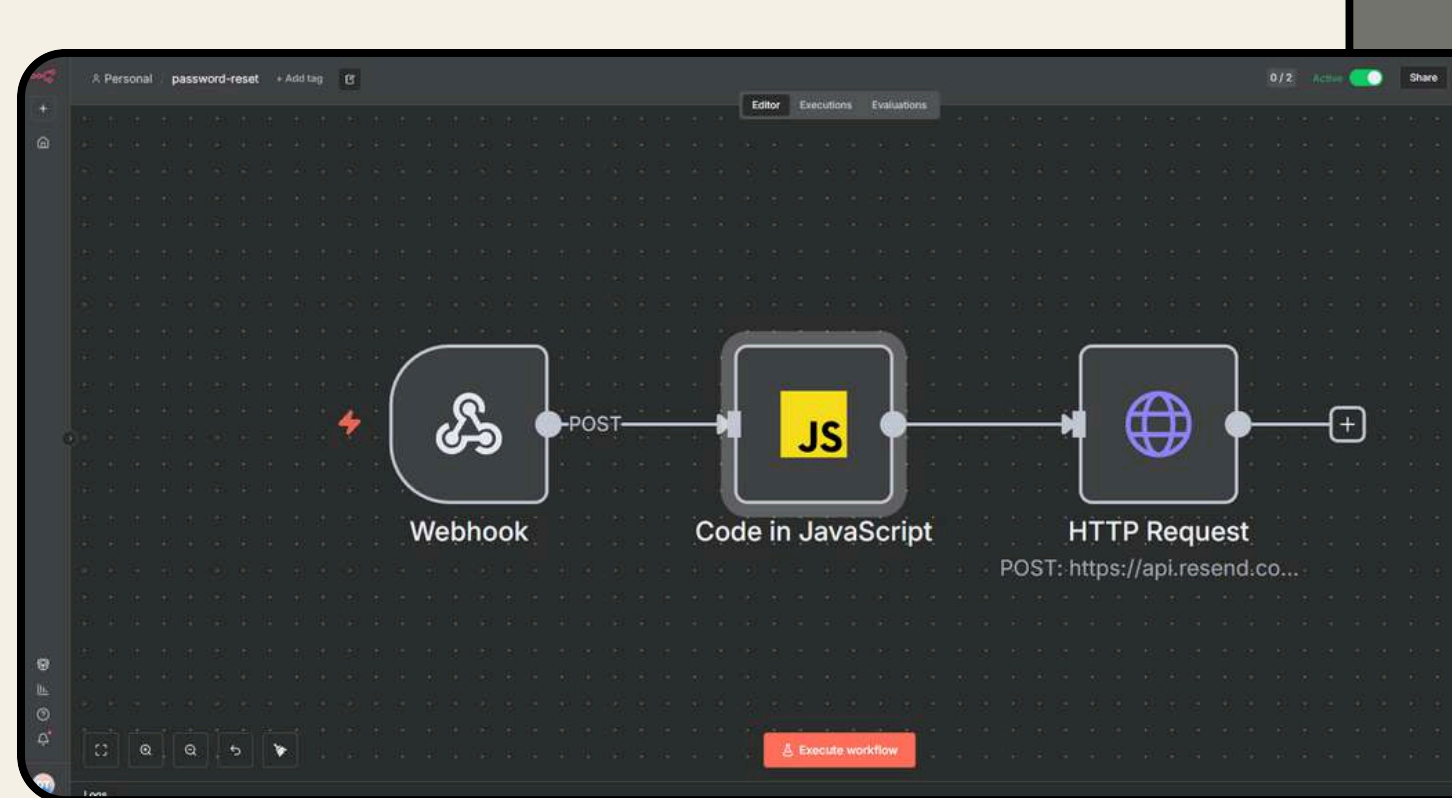 Personal / password-reset + Add tag
0/2 Active Share
Editor Executions Evaluations
POST
JS
Webhook
Code in JavaScript
HTTP Request
POST: https://api.resend.co...
Execute workflow
Logs